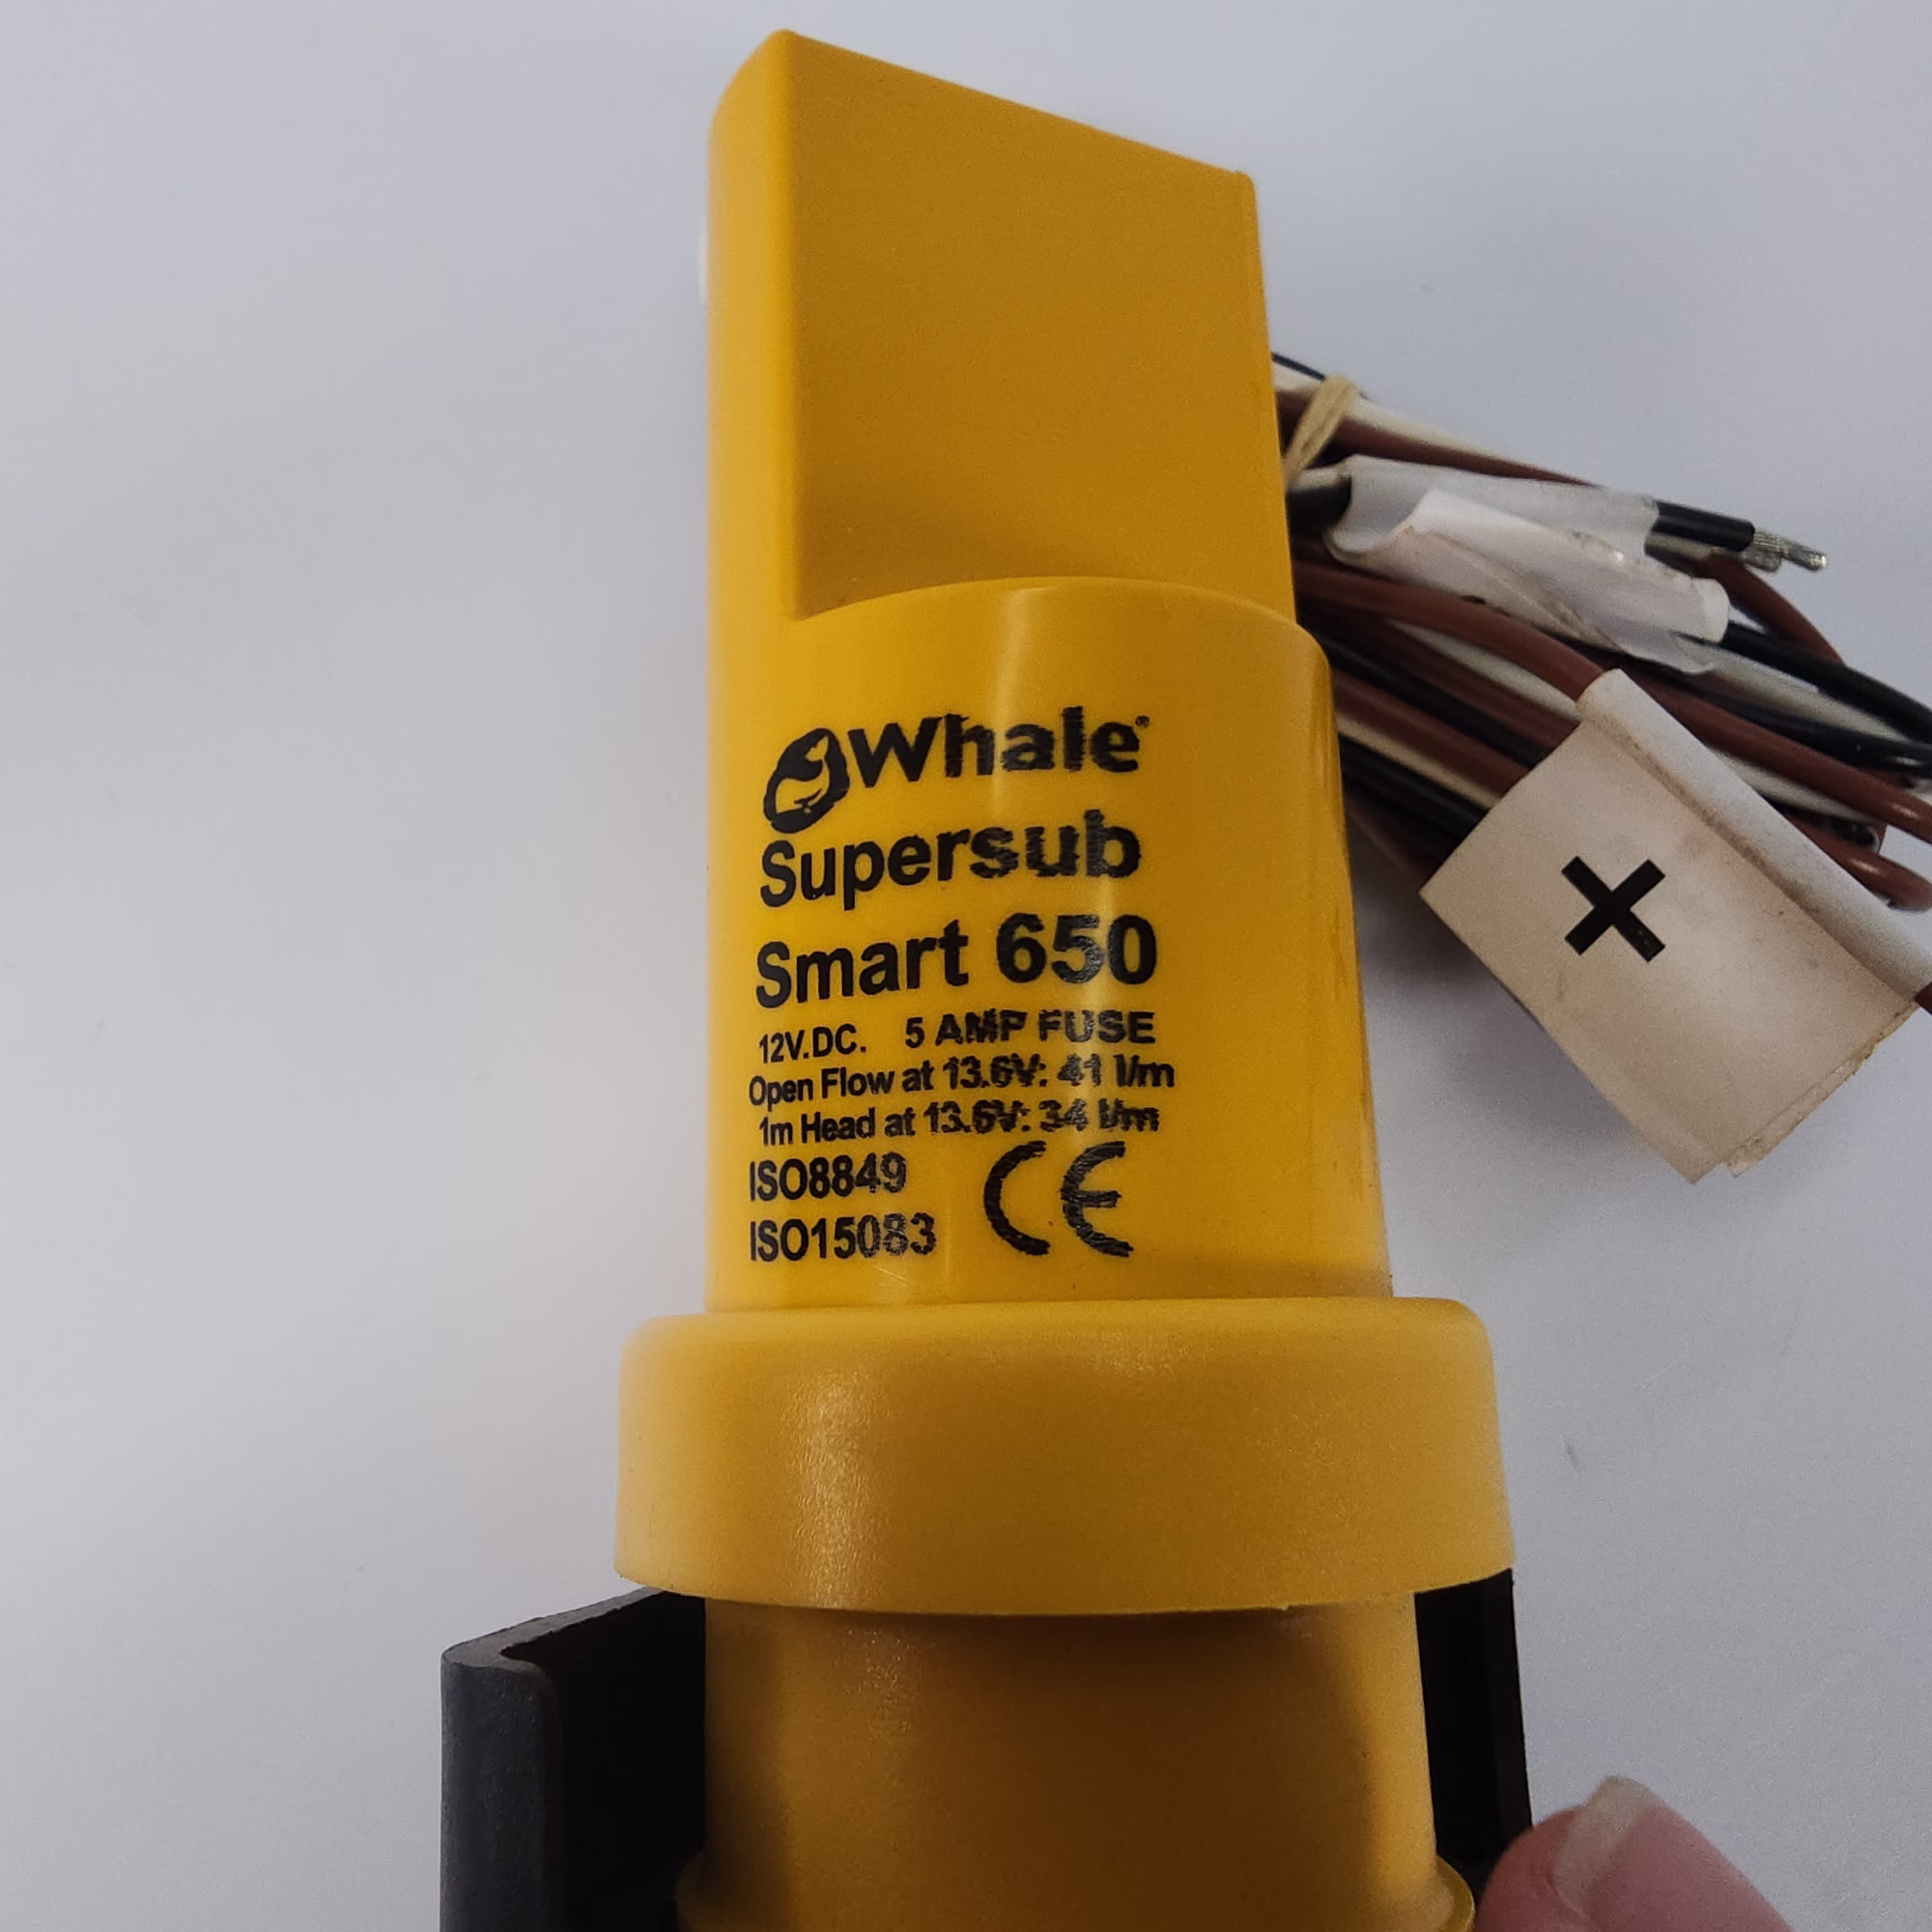 Whale®
Supersub
Smart 650
12V.DC. 5 AMP FUSE
Open Flow at 13.6V: 41 l/m
1m Head at 13.6V: 34 l/m
ISO8849
ISO15083
CE
+